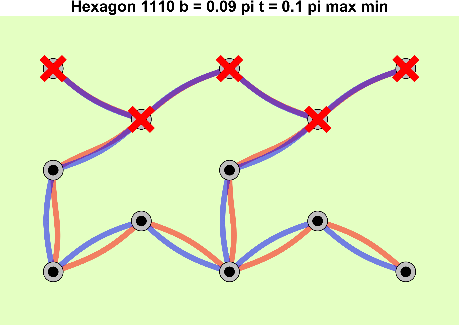 Hexagon 1110 b = 0.09 pi t = 0.1 pi max min